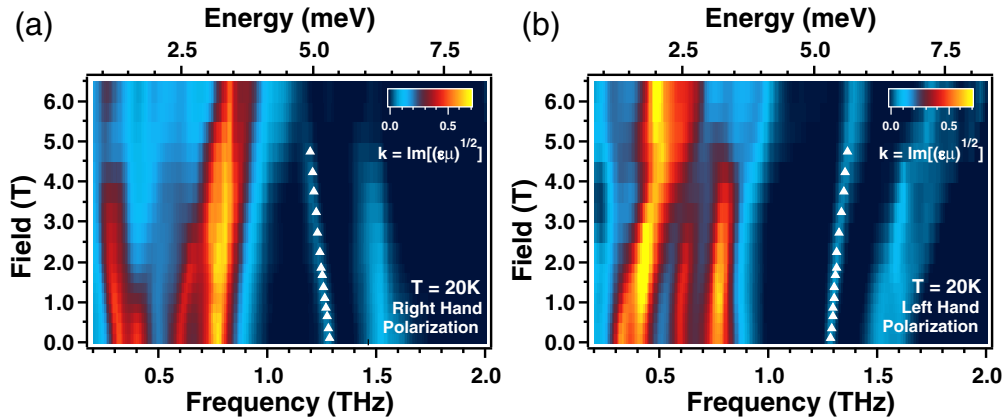 (a)
Energy (meV)
2.5 5.0 7.5
6.0
5.0
4.0
3.0
2.0
1.0
0.0
Field (T)
0.0 0.5
k = Im[(εμ)^1/2]
T = 20K
Right Hand
Polarization
0.5 1.0 1.5 2.0
Frequency (THz)
(b)
Energy (meV)
2.5 5.0 7.5
6.0
5.0
4.0
3.0
2.0
1.0
0.0
Field (T)
0.0 0.5
k = Im[(εμ)^1/2]
T = 20K
Left Hand
Polarization
0.5 1.0 1.5 2.0
Frequency (THz)